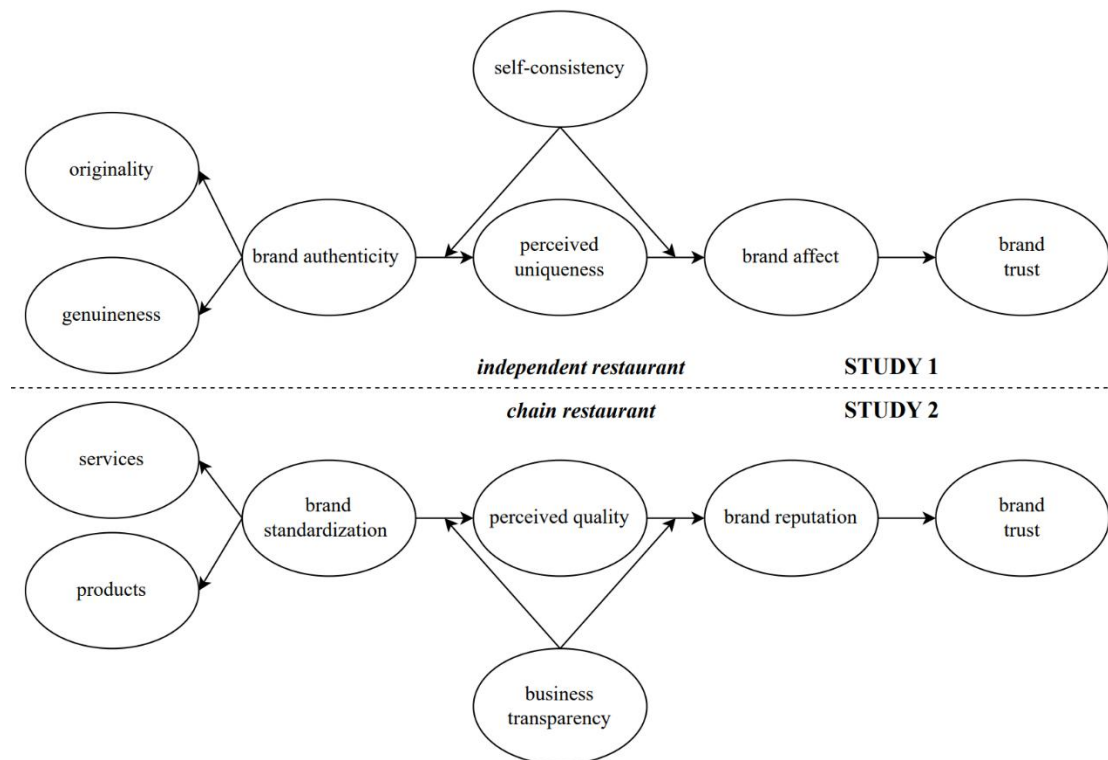 self-consistency
originality
brand authenticity
perceived
uniqueness
brand affect
brand
trust
genuineness
independent restaurant
STUDY 1
chain restaurant
STUDY 2
services
brand
standardization
perceived quality
brand reputation
brand
trust
products
business
transparency